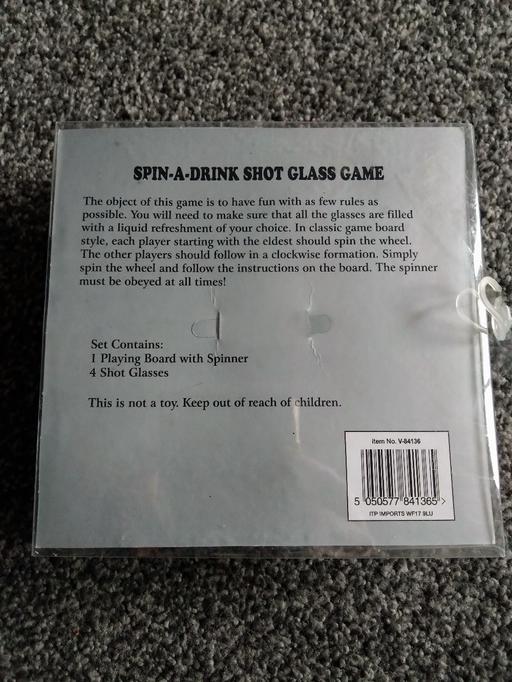 SPIN-A-DRINK SHOT GLASS GAME
The object of this game is to have fun with as few rules as
possible. You will need to make sure that all the glasses are filled
with a liquid refreshment of your choice. In classic game board
style, each player starting with the eldest should spin the wheel.
The other players should follow in a clockwise formation. Simply
spin the wheel and follow the instructions on the board. The spinner
must be obeyed at all times!
Set Contains:
1 Playing Board with Spinner
4 Shot Glasses
This is not a toy. Keep out of reach of children.
Item No. V-84136
5 050577 841365 >
ITP IMPORTS WF17 9LU